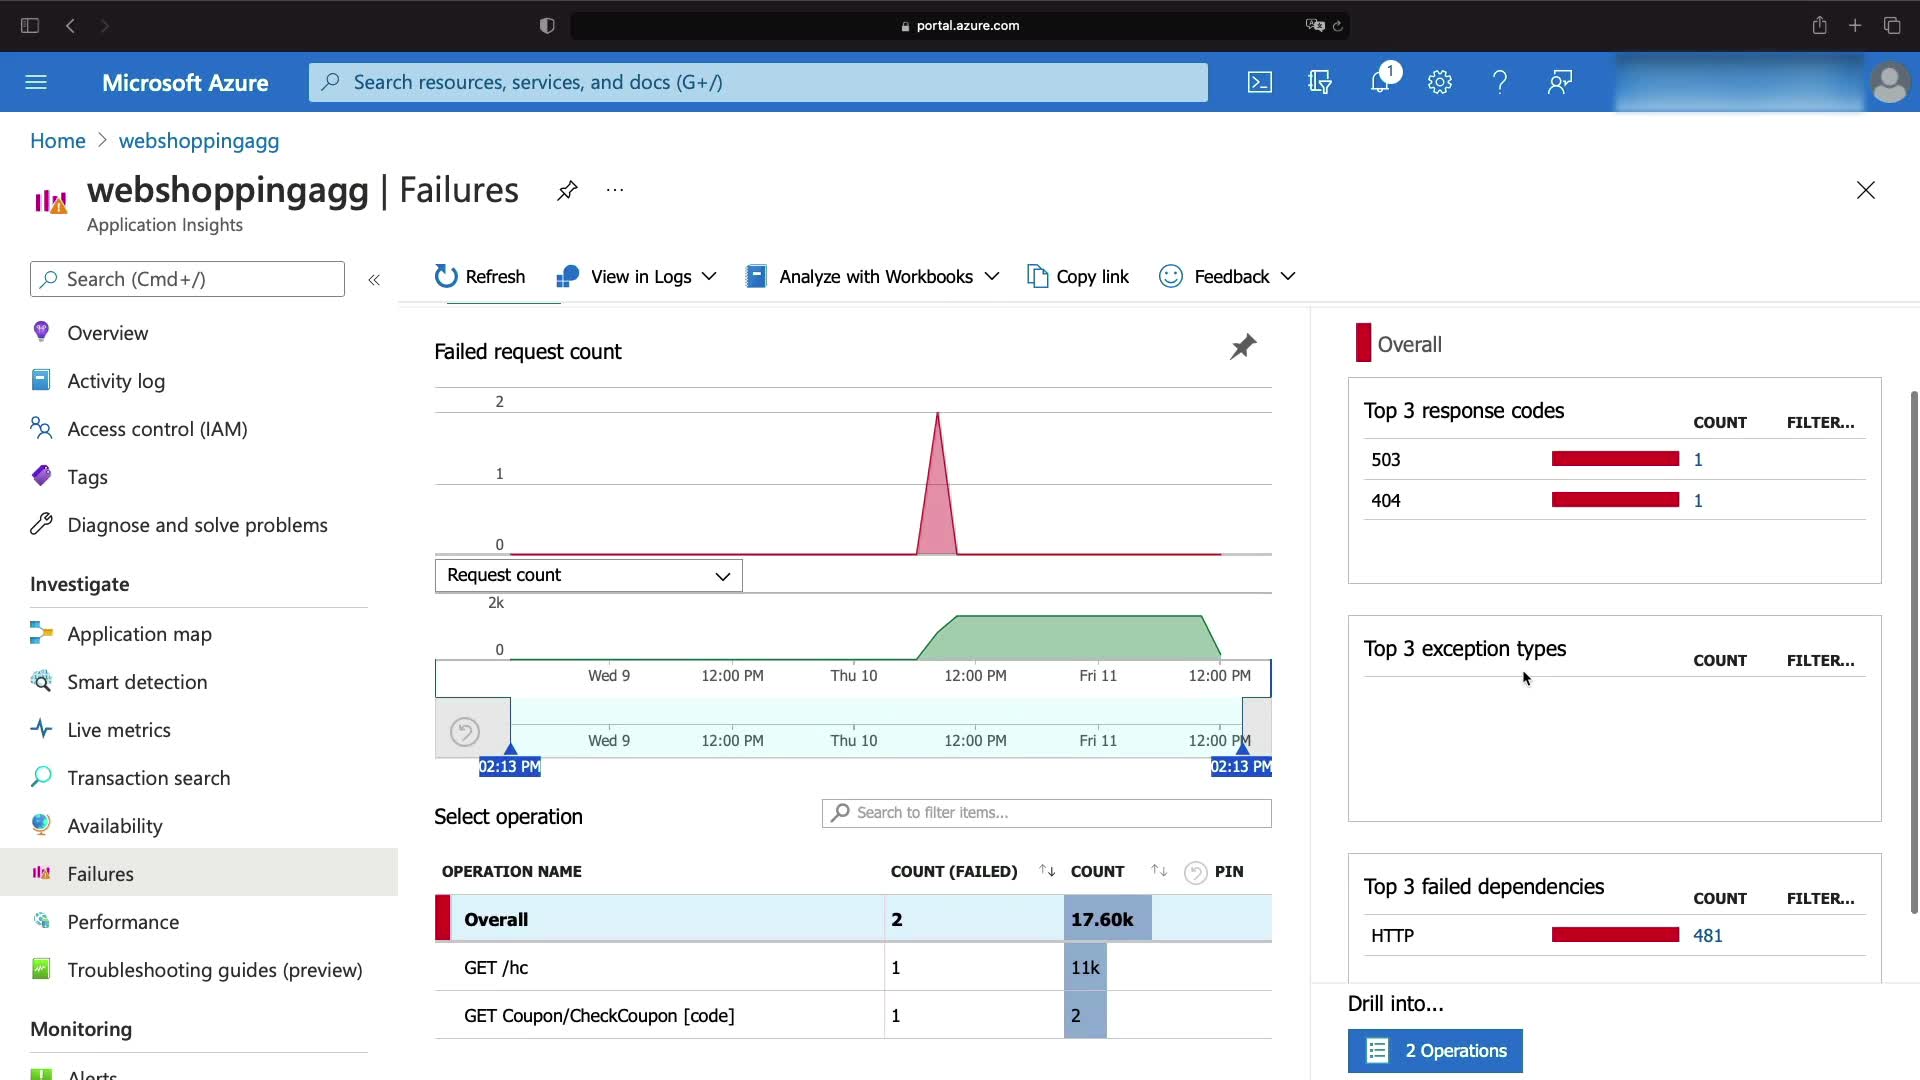 portal.azure.com
Microsoft Azure
Search resources, services, and docs (G+/)
1
Home > webshoppingagg
webshoppingagg | Failures
Application Insights
Search (Cmd+/)
Overview
Activity log
Access control (IAM)
Tags
Diagnose and solve problems
Investigate
Application map
Smart detection
Live metrics
Transaction search
Availability
Failures
Performance
Troubleshooting guides (preview)
Monitoring
Alerts
Refresh
View in Logs
Analyze with Workbooks
Copy link
Feedback
Failed request count
2
1
0
Request count
2k
0
Wed 9 12:00 PM Thu 10 12:00 PM Fri 11 12:00 PM
Wed 9 12:00 PM Thu 10 12:00 PM Fri 11 12:00 PM
02:13 PM 02:13 PM
Select operation
Search to filter items...
OPERATION NAME COUNT (FAILED) COUNT PIN
Overall 2 17.60k
GET /hc 1 11k
GET Coupon/CheckCoupon [code] 1 2
Overall
Top 3 response codes COUNT FILTER...
503 1
404 1
Top 3 exception types COUNT FILTER...
Top 3 failed dependencies COUNT FILTER...
HTTP 481
Drill into...
2 Operations